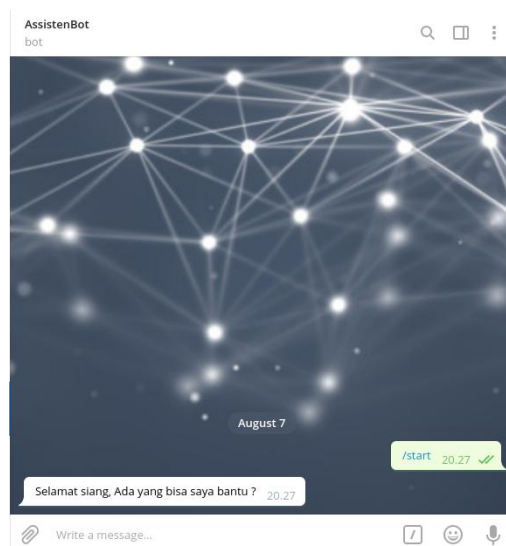 AssistenBot
bot
August 7
/start 20.27
Selamat siang, Ada yang bisa saya bantu ? 20.27
Write a message...